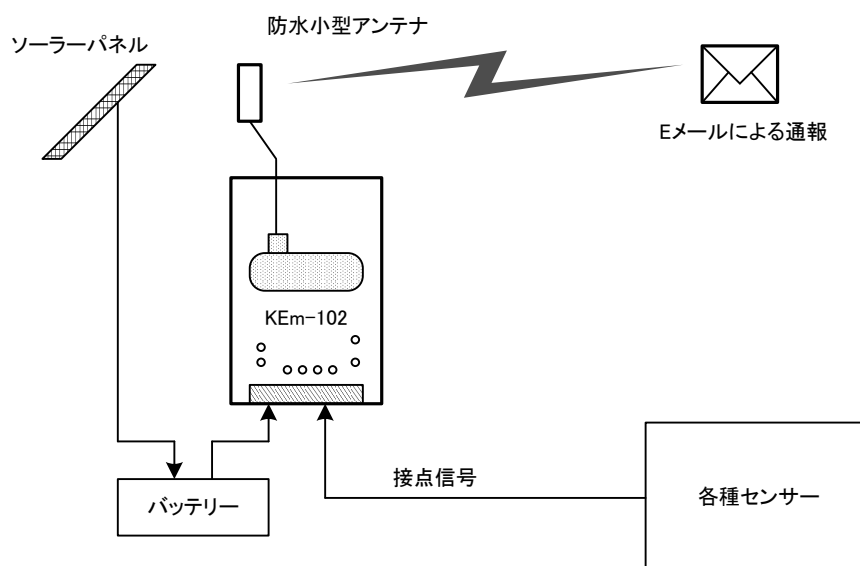 防水小型アンテナ
ソーラーパネル
Eメールによる通報
KEm-102
接点信号
各種センサー
バッテリー